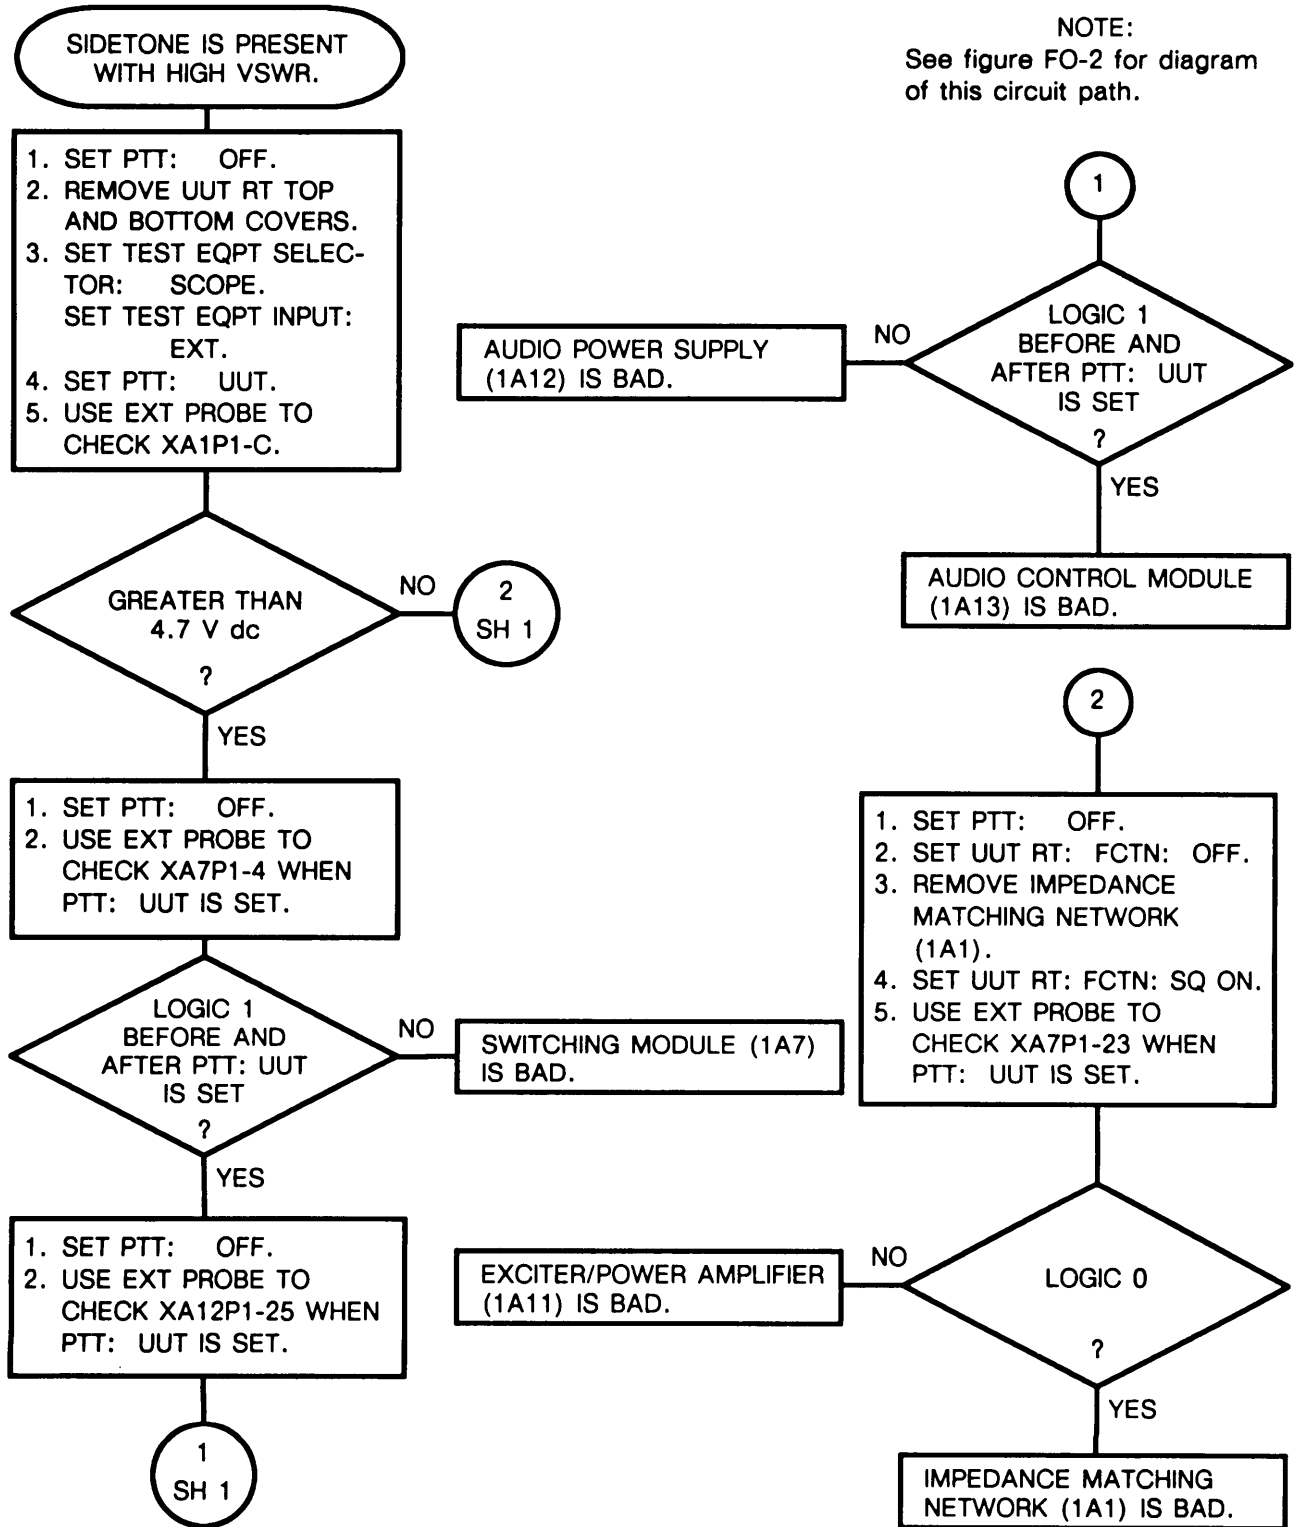 SIDETONE IS PRESENT
WITH HIGH VSWR.
1. SET PTT: OFF.
2. REMOVE UUT RT TOP
AND BOTTOM COVERS.
3. SET TEST EQPT SELEC-
TOR: SCOPE.
SET TEST EQPT INPUT:
EXT.
4. SET PTT: UUT.
5. USE EXT PROBE TO
CHECK XA1P1-C.
GREATER THAN
4.7 V dc
?
NO
2
SH 1
YES
1. SET PTT: OFF.
2. USE EXT PROBE TO
CHECK XA7P1-4 WHEN
PTT: UUT IS SET.
LOGIC 1
BEFORE AND
AFTER PTT: UUT
IS SET
?
NO
SWITCHING MODULE (1A7)
IS BAD.
YES
1. SET PTT: OFF.
2. USE EXT PROBE TO
CHECK XA12P1-25 WHEN
PTT: UUT IS SET.
1
SH 1
NOTE:
See figure FO-2 for diagram
of this circuit path.
1
LOGIC 1
BEFORE AND
AFTER PTT: UUT
IS SET
?
NO
AUDIO POWER SUPPLY
(1A12) IS BAD.
YES
AUDIO CONTROL MODULE
(1A13) IS BAD.
2
1. SET PTT: OFF.
2. SET UUT RT: FCTN: OFF.
3. REMOVE IMPEDANCE
MATCHING NETWORK
(1A1).
4. SET UUT RT: FCTN: SQ ON.
5. USE EXT PROBE TO
CHECK XA7P1-23 WHEN
PTT: UUT IS SET.
LOGIC 0
?
NO
EXCITER/POWER AMPLIFIER
(1A11) IS BAD.
YES
IMPEDANCE MATCHING
NETWORK (1A1) IS BAD.